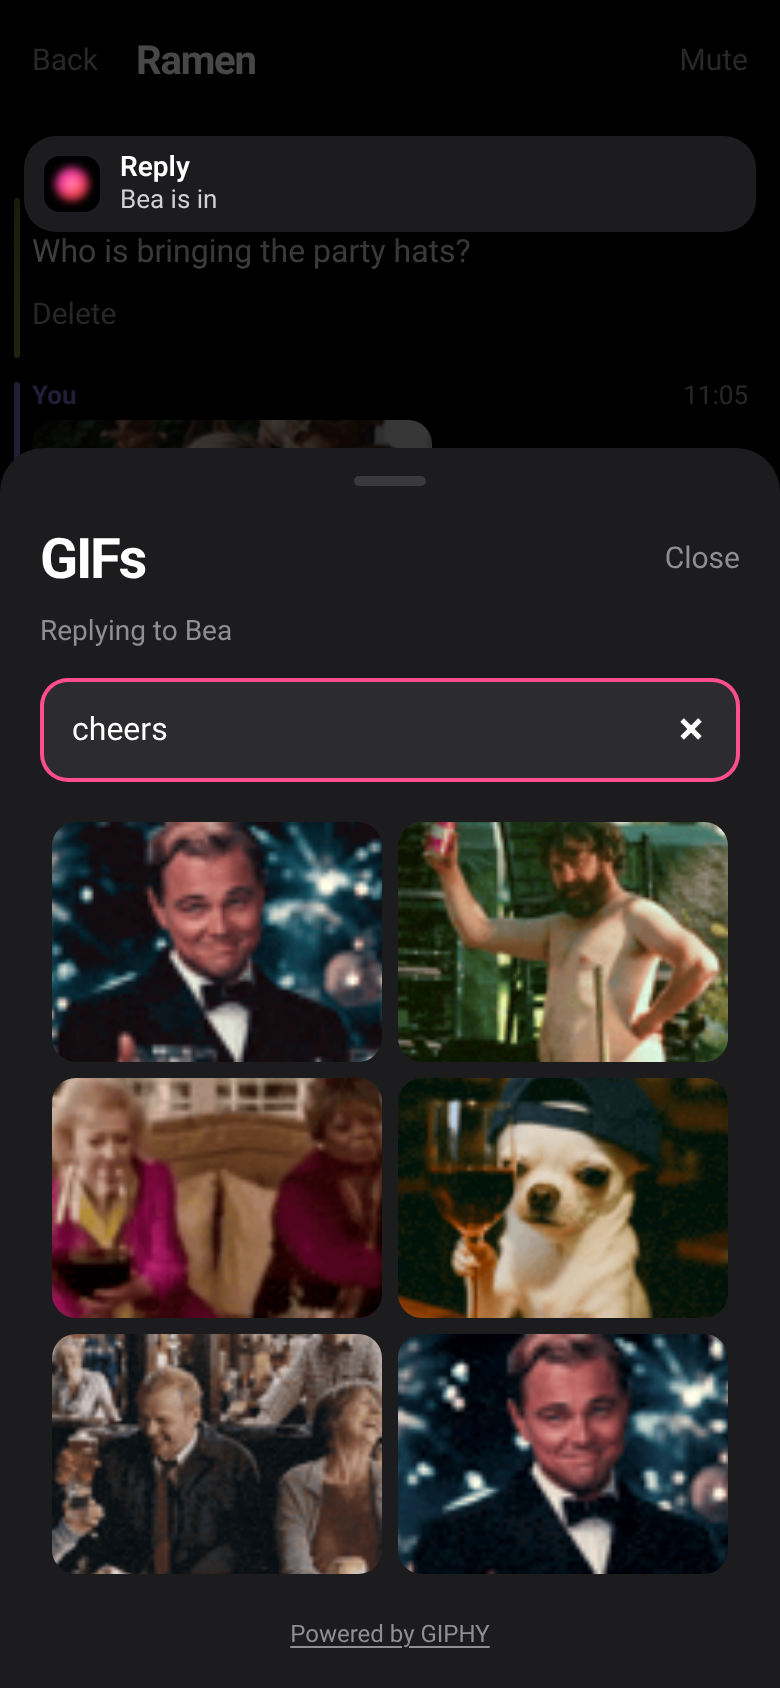 Back
Ramen
Mute
Reply
Bea is in
Who is bringing the party hats?
Delete
You
11:05
GIFs
Close
Replying to Bea
cheers
Powered by GIPHY